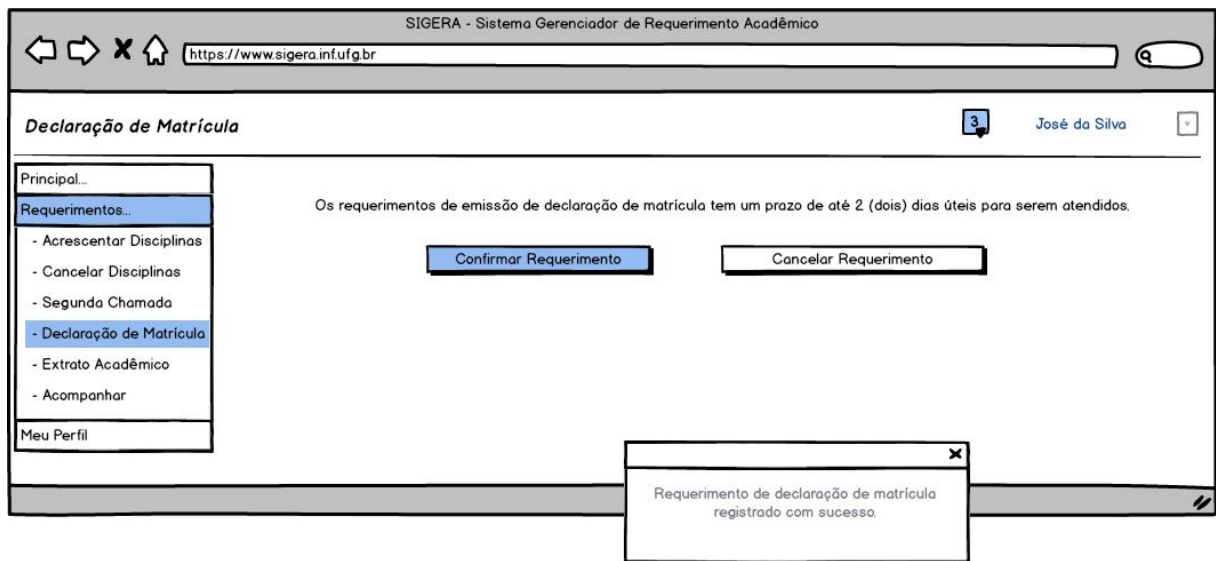 SIGERA - Sistema Gerenciador de Requerimento Acadêmico
https://www.sigera.inf.ufg.br
Declaração de Matrícula
3
José da Silva
v
Principal...
Requerimentos...
- Acrescentar Disciplinas
- Cancelar Disciplinas
- Segunda Chamada
- Declaração de Matrícula
- Extrato Acadêmico
- Acompanhar
Meu Perfil
Os requerimentos de emissão de declaração de matrícula tem um prazo de até 2 (dois) dias úteis para serem atendidos.
Confirmar Requerimento
Cancelar Requerimento
Requerimento de declaração de matrícula
registrado com sucesso.